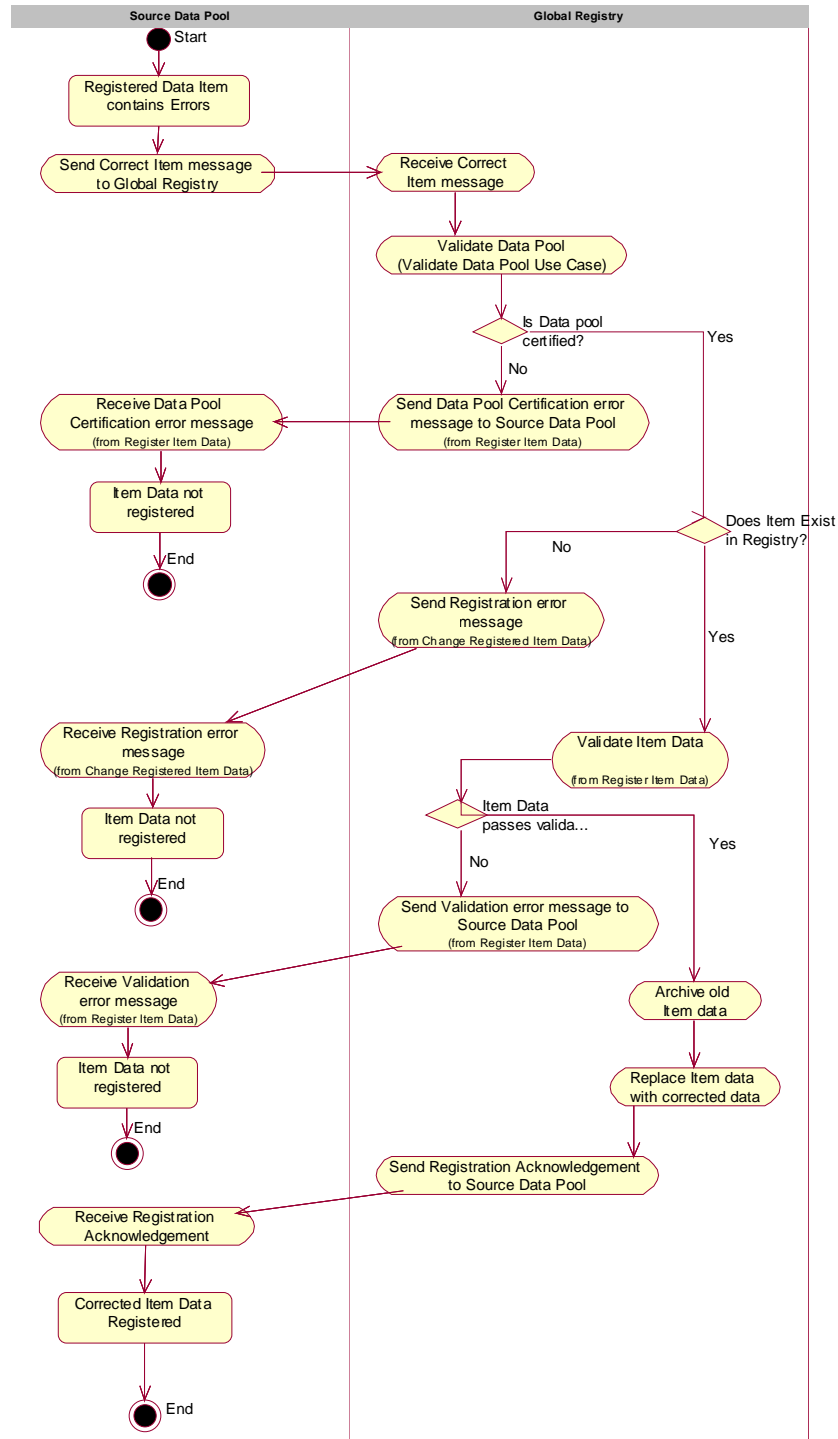 Source Data Pool
Global Registry
Start
Registered Data Item
contains Errors
Send Correct Item message
to Global Registry
Receive Correct
Item message
Validate Data Pool
(Validate Data Pool Use Case)
Is Data pool
certified?
Yes
No
Receive Data Pool
Certification error message
(from Register Item Data)
Send Data Pool Certification error
message to Source Data Pool
(from Register Item Data)
Item Data not
registered
Does Item Exist
in Registry?
No
End
Send Registration error
message
(from Change Registered Item Data)
Yes
Receive Registration error
message
(from Change Registered Item Data)
Validate Item Data
(from Register Item Data)
Item Data not
registered
Item Data
passes valida...
Yes
No
End
Send Validation error message to
Source Data Pool
(from Register Item Data)
Receive Validation
error message
(from Register Item Data)
Archive old
Item data
Item Data not
registered
Replace Item data
with corrected data
End
Send Registration Acknowledgement
to Source Data Pool
Receive Registration
Acknowledgement
Corrected Item Data
Registered
End